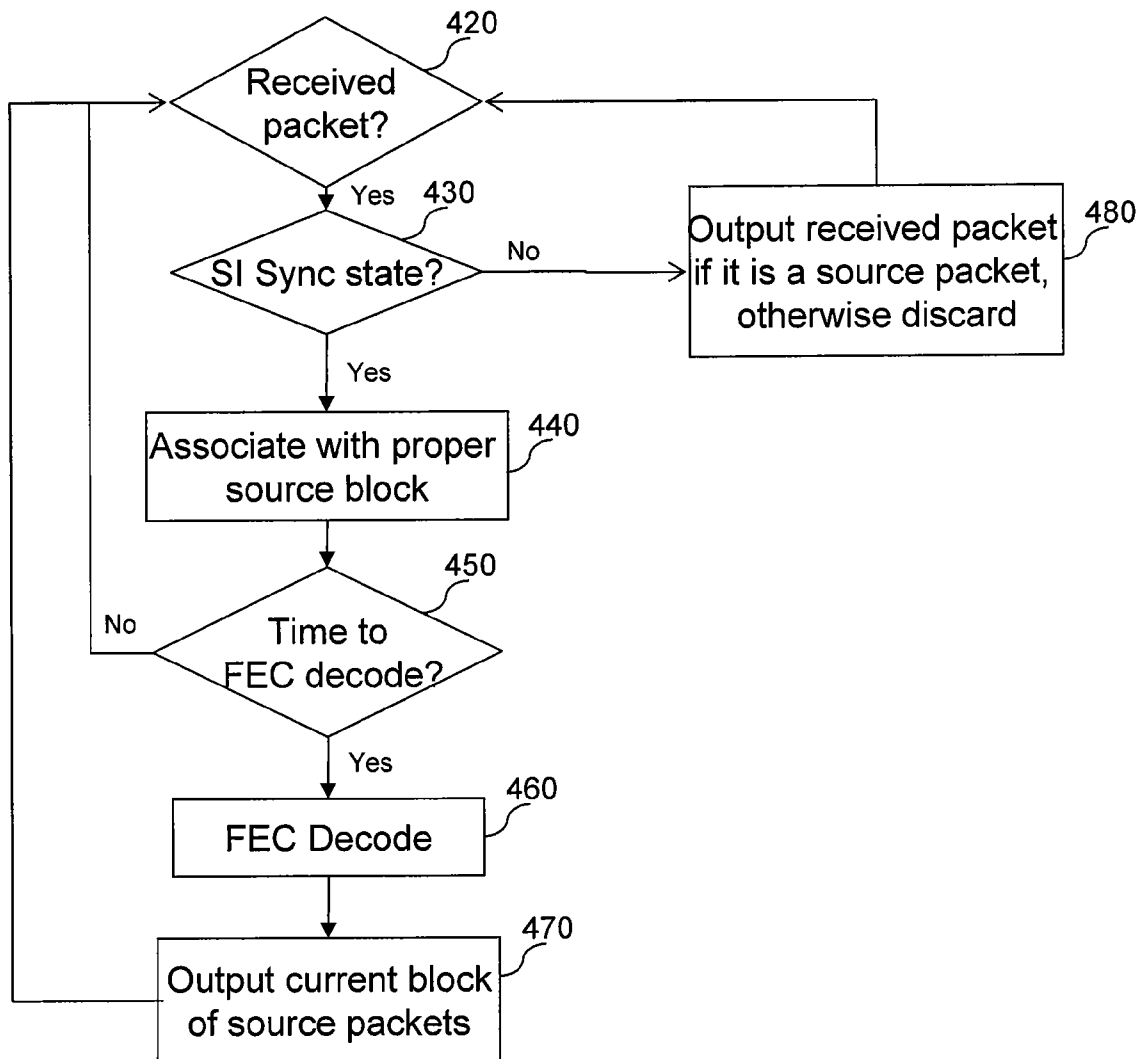 420
Received
packet?
Yes
430
SI Sync state?
No
480
Output received packet
if it is a source packet,
otherwise discard
Yes
440
Associate with proper
source block
450
No
Time to
FEC decode?
Yes
460
FEC Decode
470
Output current block
of source packets